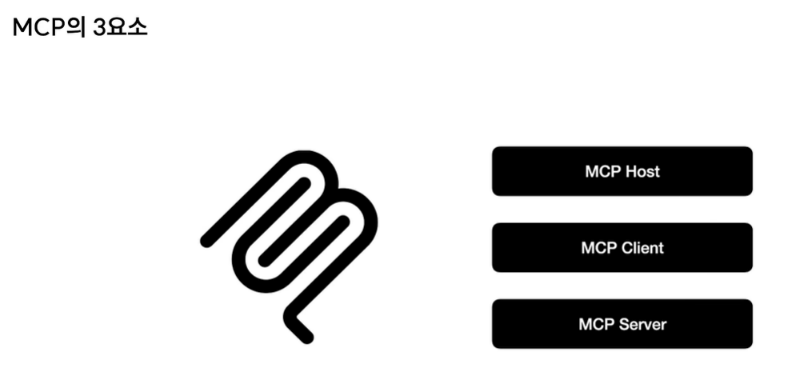 MCP의 3요소
MCP Host
MCP Client
MCP Server